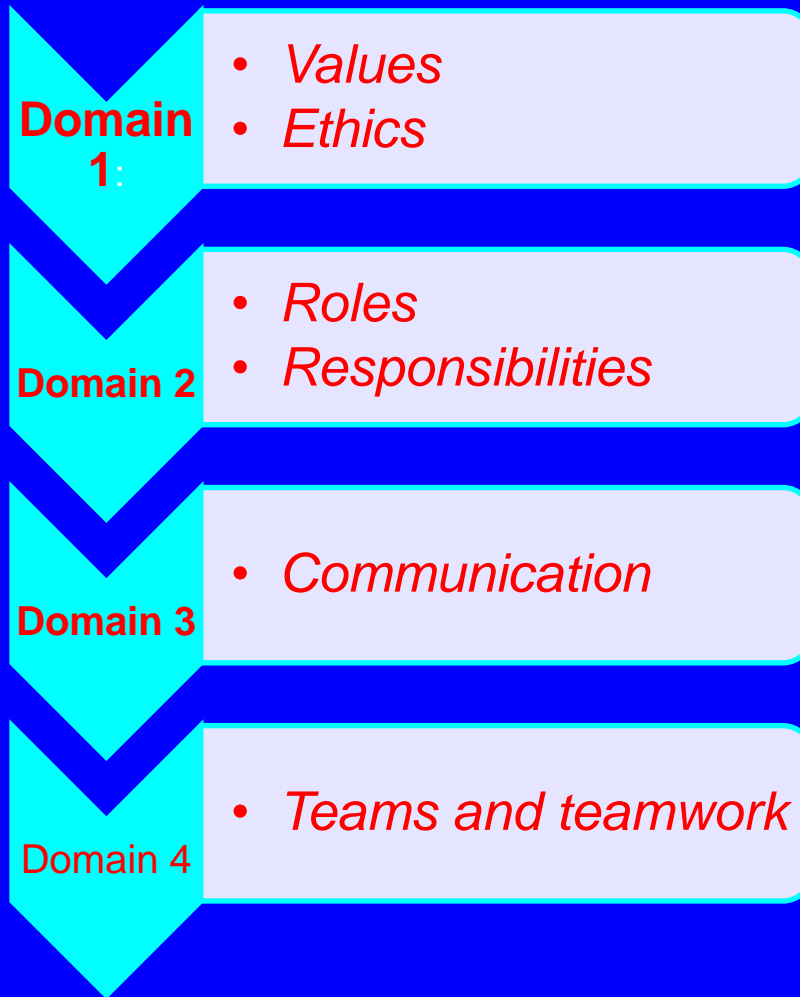 Domain
1:
• Values
• Ethics
Domain 2
• Roles
• Responsibilities
Domain 3
• Communication
Domain 4
• Teams and teamwork